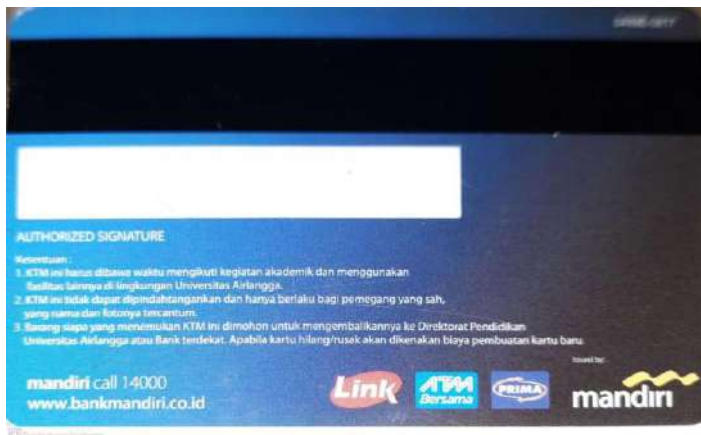 AUTHORIZED SIGNATURE
Ketentuan :
1. KTM ini harus dibawa waktu mengikuti kegiatan akademik dan menggunakan
fasilitas lainnya di lingkungan Universitas Airlangga.
2. KTM ini tidak dapat dipindahtangankan dan hanya berlaku bagi pemegang yang sah,
yang nama dan fotonya tercantum.
3. Barang siapa yang menemukan KTM ini dimohon untuk mengembalikannya ke Direktorat Pendidikan
Universitas Airlangga atau Bank terdekat. Apabila kartu hilang/rusak akan dikenakan biaya pembuatan kartu baru.
Issued by:
mandiri call 14000
www.bankmandiri.co.id
Link
ATM
Bersama
PRIMA
mandiri